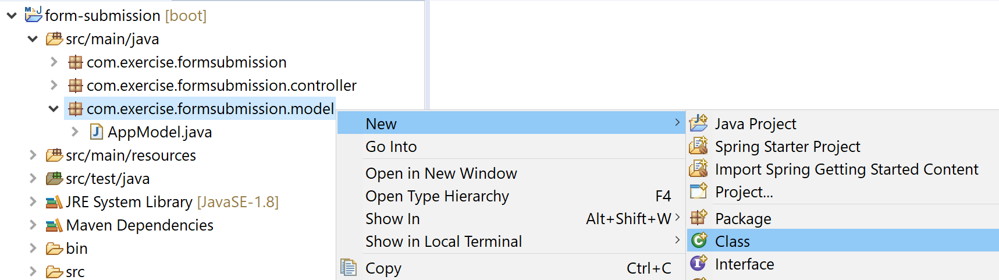 form-submission [boot]
src/main/java
com.exercise.formsubmission
com.exercise.formsubmission.controller
com.exercise.formsubmission.model
AppModel.java
src/main/resources
src/test/java
JRE System Library [JavaSE-1.8]
Maven Dependencies
bin
src
New
Go Into
Open in New Window
Open Type Hierarchy F4
Show In Alt+Shift+W
Show in Local Terminal
Copy Ctrl+C
Java Project
Spring Starter Project
Import Spring Getting Started Content
Project...
Package
Class
Interface